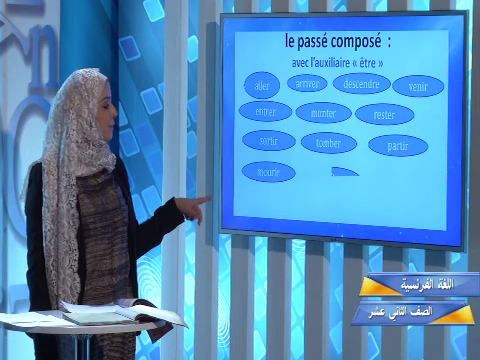 le passé composé :
avec l'auxiliaire « être »
aller arriver descendre venir
entrer monter rester
sortir tomber partir
mourir
اللغة الفرنسية
الصف الثاني عشر